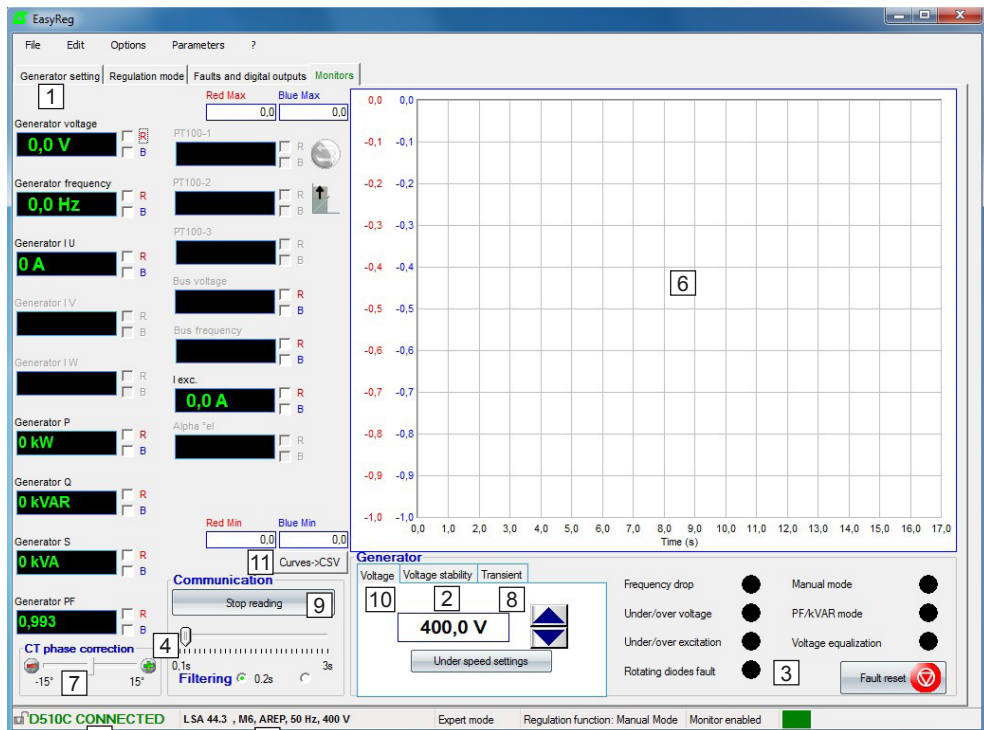 EasyReg
File Edit Options Parameters ?
Generator setting Regulation mode Faults and digital outputs Monitors
1
Red Max Blue Max
0,0 0,0
Generator voltage
0,0 V
R
B
Generator frequency
0,0 Hz
R
B
Generator I U
0 A
R
B
Generator I V
R
B
Generator I W
R
B
Generator P
0 kW
R
B
Generator Q
0 kVAR
R
B
Generator S
0 kVA
R
B
Generator PF
0,993
R
B
CT phase correction
-15° 7 15°
PT100-1
R
B
PT100-2
R
B
PT100-3
R
B
Bus voltage
R
B
Bus frequency
R
B
I exc.
0,0 A
R
B
Alpha °el
R
B
Red Min Blue Min
0,0 0,0
11 Curves->CSV
Communication
Stop reading 9
4
0,1s 3s
Filtering 0.2s
0,0 0,0
-0,1 -0,1
-0,2 -0,2
-0,3 -0,3
-0,4 -0,4
6
-0,5 -0,5
-0,6 -0,6
-0,7 -0,7
-0,8 -0,8
-0,9 -0,9
-1,0 -1,0
0,0 1,0 2,0 3,0 4,0 5,0 6,0 7,0 8,0 9,0 10,0 11,0 12,0 13,0 14,0 15,0 16,0 17,0
Time (s)
Generator
Voltage Voltage stability Transient
10 2 8
400,0 V
Under speed settings
Frequency drop
Under/over voltage
Under/over excitation
Rotating diodes fault
3
Manual mode
PF/kVAR mode
Voltage equalization
Fault reset
D510C CONNECTED LSA 44.3 , M6, AREP, 50 Hz, 400 V Expert mode Regulation function: Manual Mode Monitor enabled